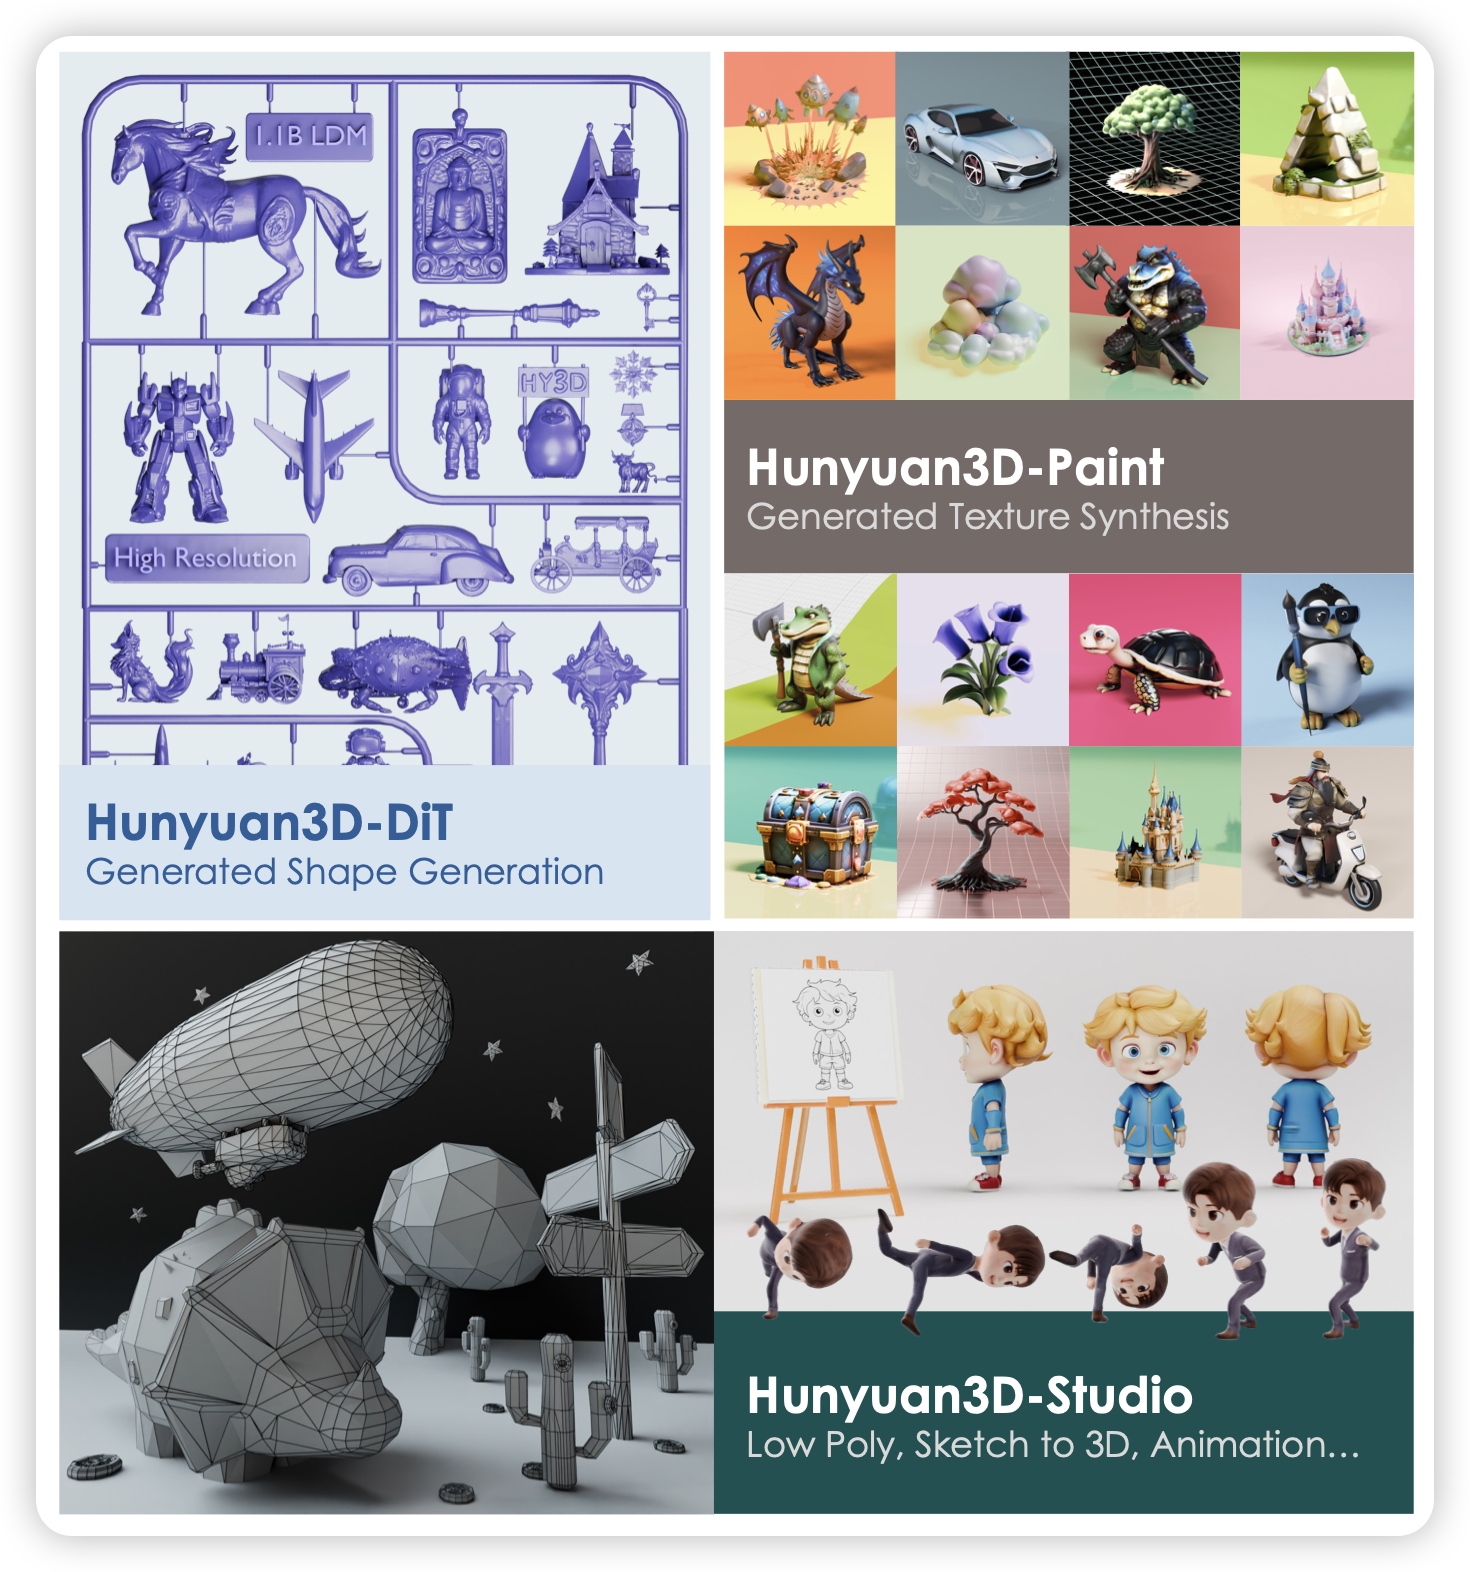 1.1B LDM
HY3D
High Resolution
Hunyuan3D-DiT
Generated Shape Generation
Hunyuan3D-Paint
Generated Texture Synthesis
Hunyuan3D-Studio
Low Poly, Sketch to 3D, Animation...